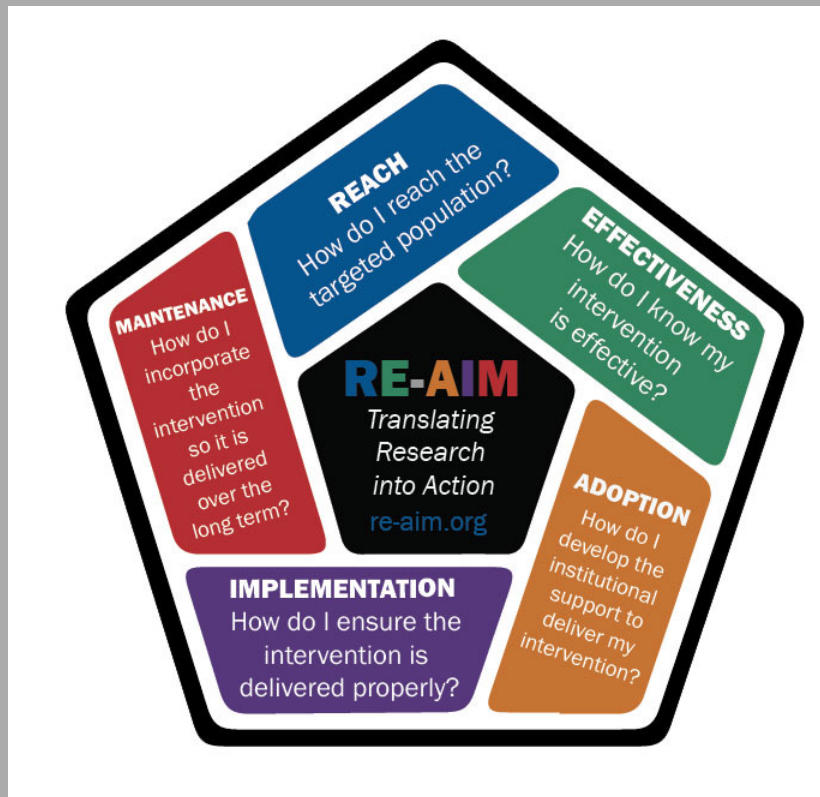 REACH
How do I reach the
targeted population?
EFFECTIVENESS
How do I know my
intervention
is effective?
ADOPTION
How do I
develop the
institutional
support to
deliver my
intervention?
IMPLEMENTATION
How do I ensure the
intervention is
delivered properly?
MAINTENANCE
How do I
incorporate
the
intervention
so it is
delivered
over the
long term?
RE-AIM
Translating
Research
into Action
re-aim.org